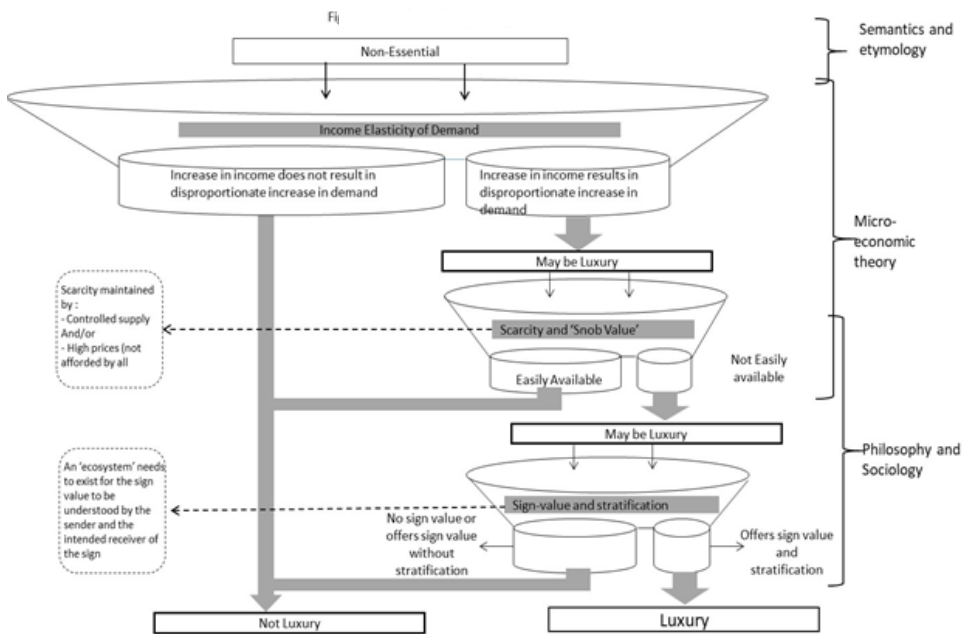 Fi
Semantics and
etymology
Non-Essential
Income Elasticity of Demand
Increase in income does not result in
disproportionate increase in demand
Increase in income results in
disproportionate increase in
demand
Micro-
economic
theory
May be Luxury
Scarcity maintained
by :
- Controlled supply
And/or
- High prices (not
afforded by all
Scarcity and 'Snob Value'
Easily Available
Not Easily
available
May be Luxury
Philosophy and
Sociology
An 'ecosystem' needs
to exist for the sign
value to be
understood by the
sender and the
intended receiver of
the sign
Sign-value and stratification
No sign value or
offers sign value
without
stratification
Offers sign value
and
stratification
Not Luxury
Luxury